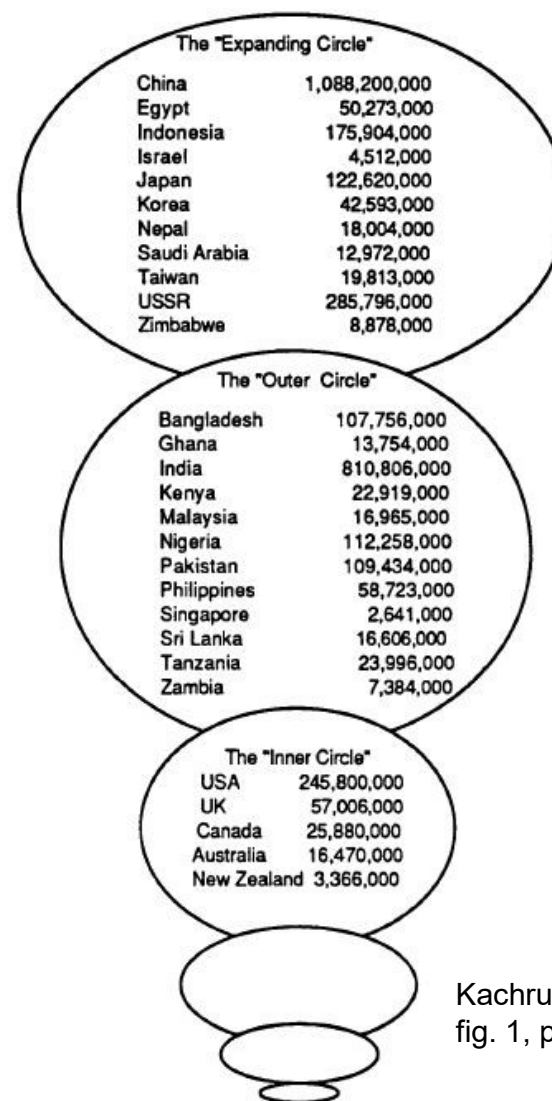 The "Expanding Circle"
China 1,088,200,000
Egypt 50,273,000
Indonesia 175,904,000
Israel 4,512,000
Japan 122,620,000
Korea 42,593,000
Nepal 18,004,000
Saudi Arabia 12,972,000
Taiwan 19,813,000
USSR 285,796,000
Zimbabwe 8,878,000
The "Outer Circle"
Bangladesh 107,756,000
Ghana 13,754,000
India 810,806,000
Kenya 22,919,000
Malaysia 16,965,000
Nigeria 112,258,000
Pakistan 109,434,000
Philippines 58,723,000
Singapore 2,641,000
Sri Lanka 16,606,000
Tanzania 23,996,000
Zambia 7,384,000
The "Inner Circle"
USA 245,800,000
UK 57,006,000
Canada 25,880,000
Australia 16,470,000
New Zealand 3,366,000
Kachru
fig. 1, p